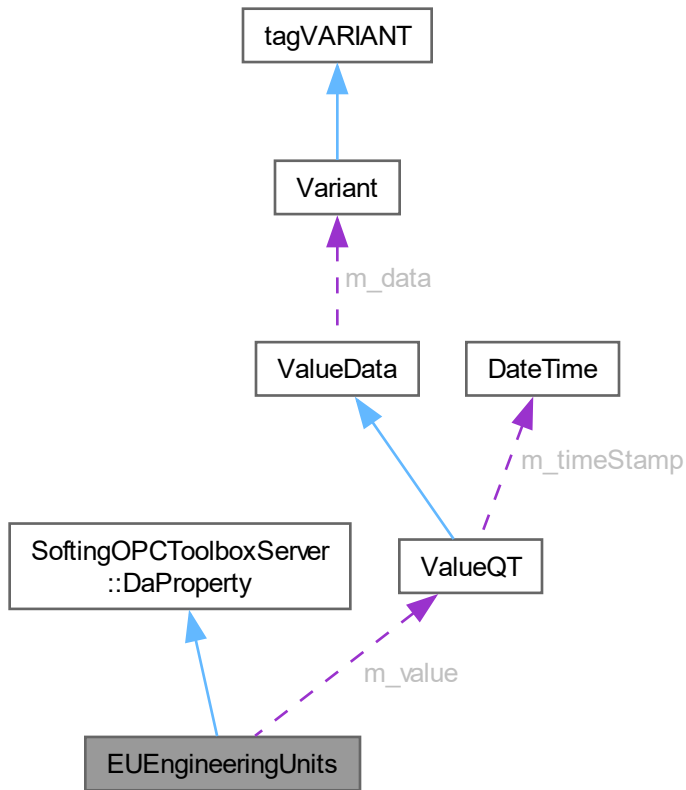 tagVARIANT
Variant
m_data
ValueData
DateTime
m_timeStamp
SoftingOPCToolboxServer
::DaProperty
ValueQT
m_value
EUEngineeringUnits